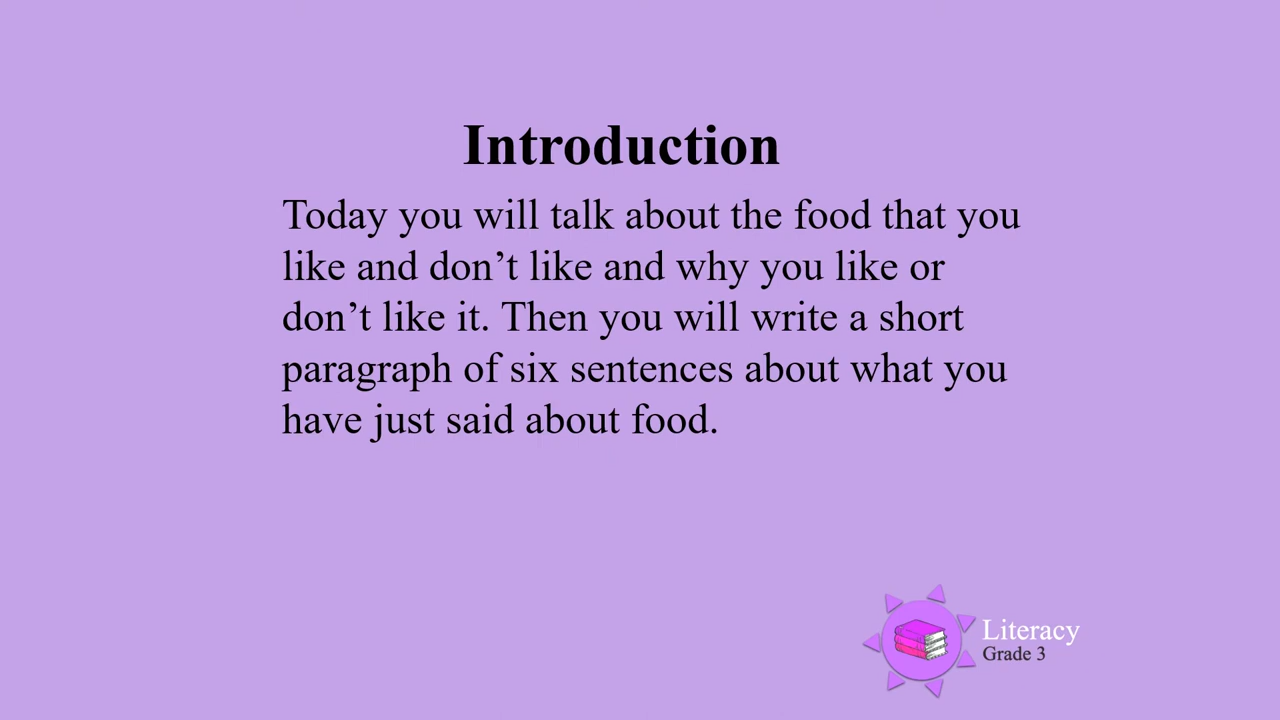 Introduction
Today you will talk about the food that you
like and don’t like and why you like or
don’t like it. Then you will write a short
paragraph of six sentences about what you
have just said about food.
Literacy
Grade 3